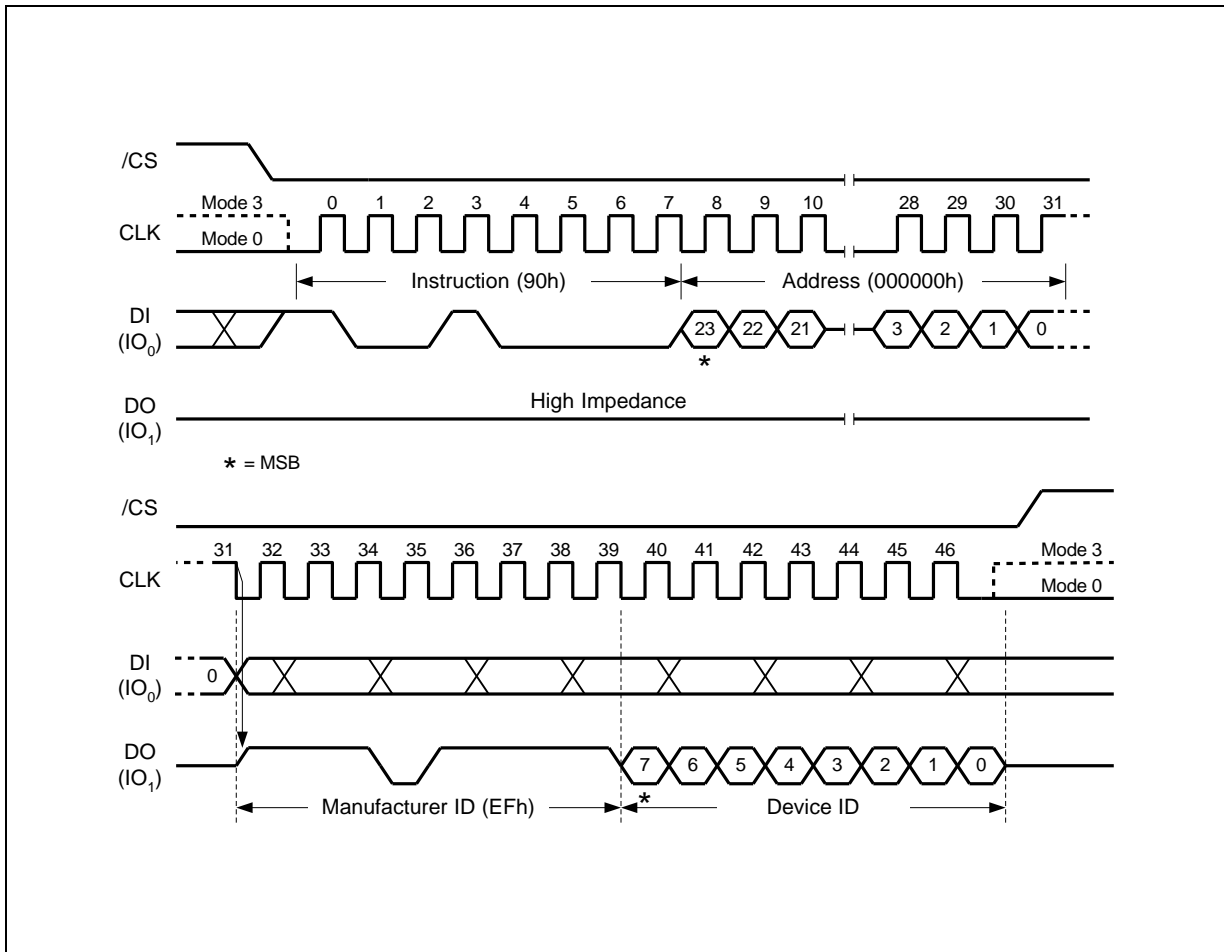 /CS
Mode 3 0 1 2 3 4 5 6 7 8 9 10 28 29 30 31
CLK Mode 0
Instruction (90h) Address (000000h)
DI
(IO0) 23 22 21 3 2 1 0
*
High Impedance
DO
(IO1)
* = MSB
/CS
31 32 33 34 35 36 37 38 39 40 41 42 43 44 45 46 Mode 3
CLK Mode 0
DI
(IO0) 0
DO
(IO1) 7 6 5 4 3 2 1 0
*
Manufacturer ID (EFh) Device ID